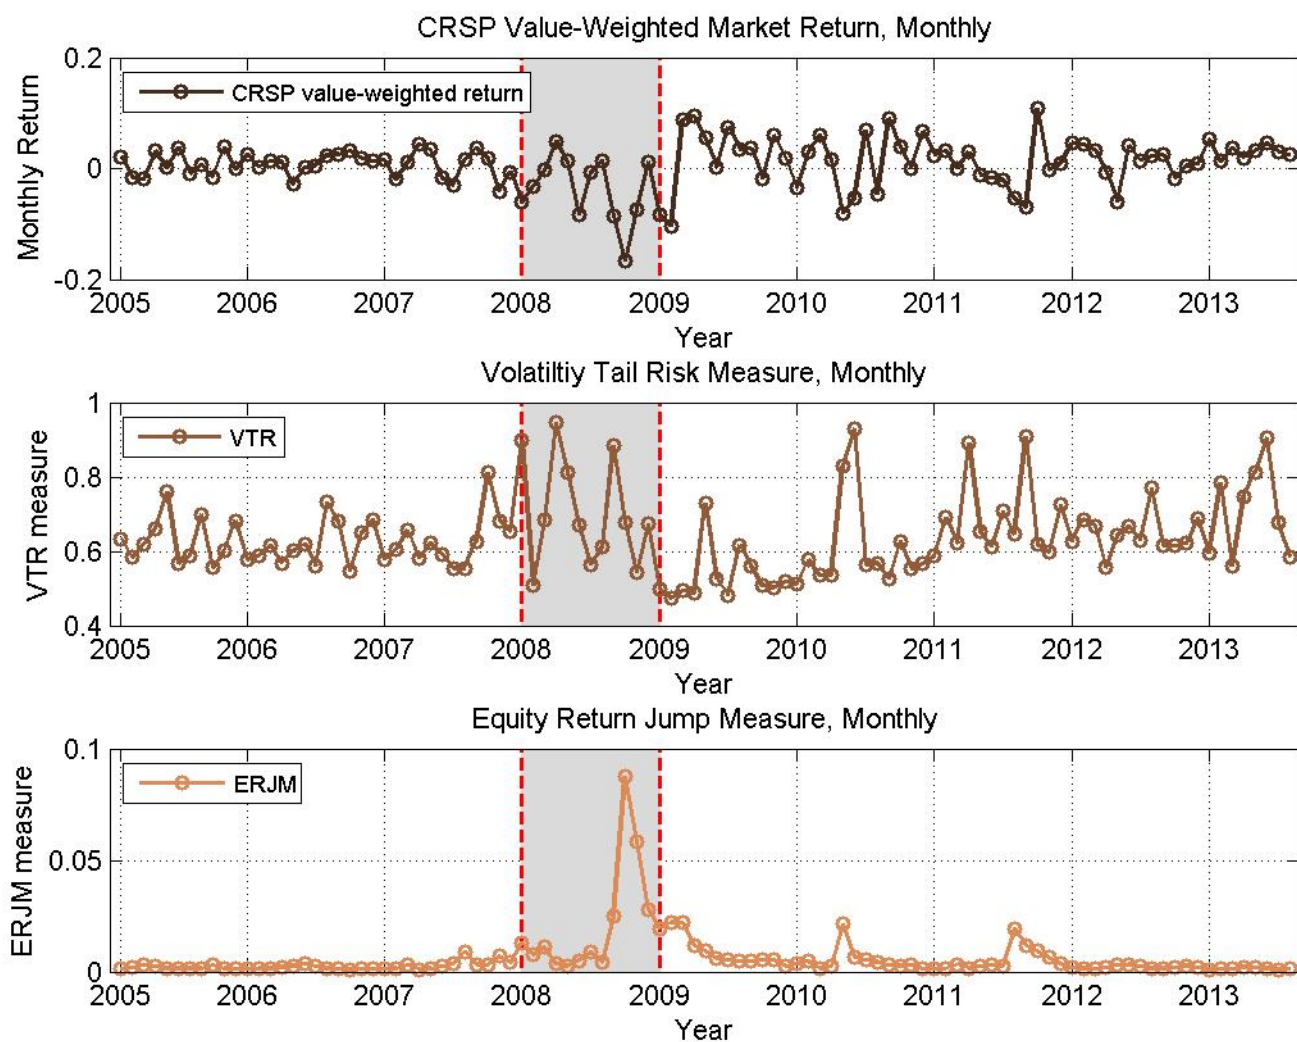 CRSP Value-Weighted Market Return, Monthly
0.2
CRSP value-weighted return
Monthly Return
0
-0.2
2005 2006 2007 2008 2009 2010 2011 2012 2013
Year
Volatiltiy Tail Risk Measure, Monthly
1
VTR
0.8
VTR measure
0.6
0.4
2005 2006 2007 2008 2009 2010 2011 2012 2013
Year
Equity Return Jump Measure, Monthly
0.1
ERJM
ERJM measure
0.05
0
2005 2006 2007 2008 2009 2010 2011 2012 2013
Year